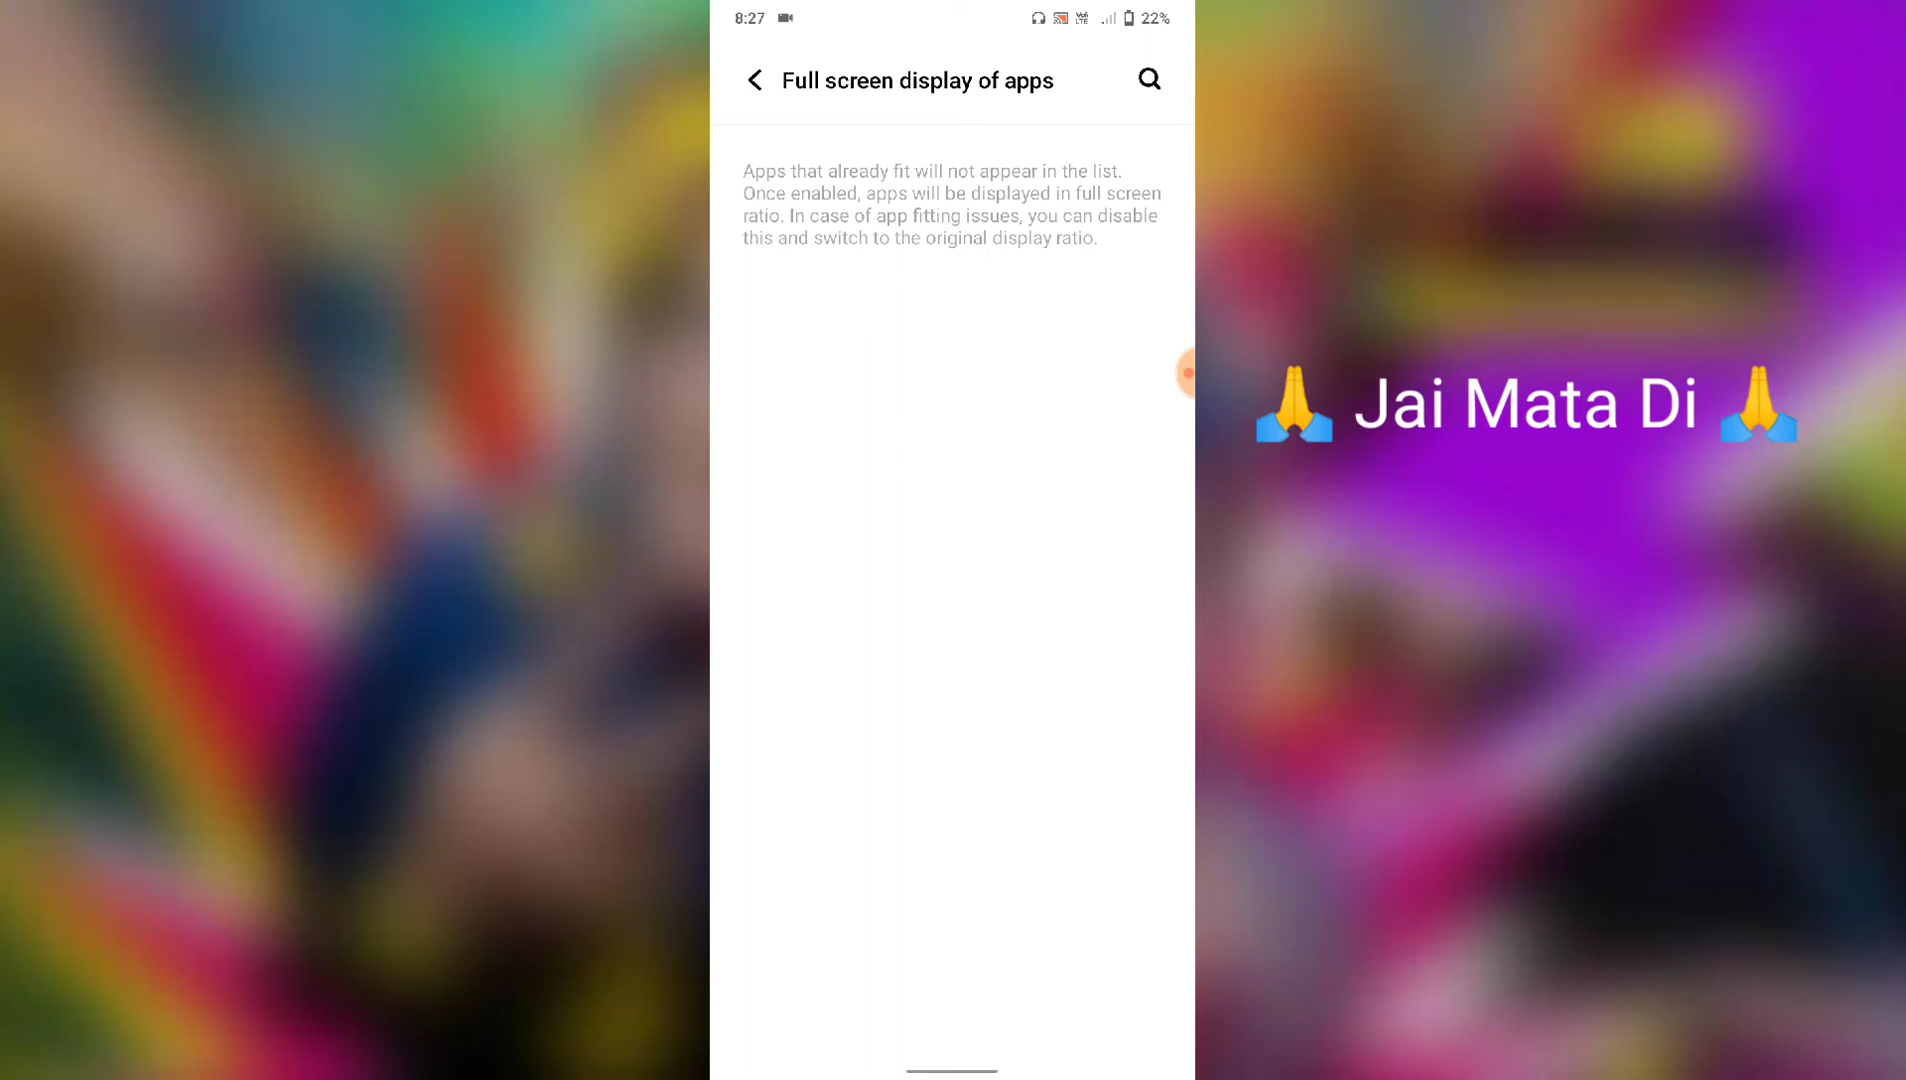 8:27
22%
Full screen display of apps
Apps that already fit will not appear in the list.
Once enabled, apps will be displayed in full screen
ratio. In case of app fitting issues, you can disable
this and switch to the original display ratio.
🙏 Jai Mata Di 🙏